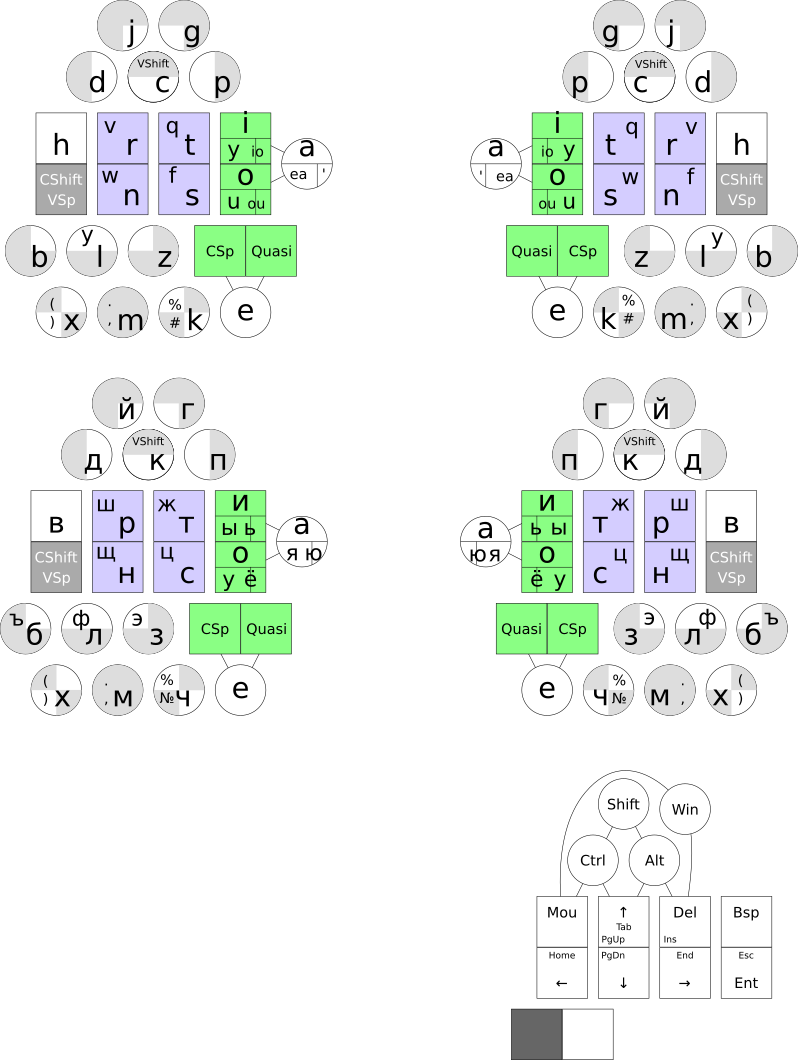 j g g j
VShift VShift
d c p p c d
v q i i q v
h r t t r h
y io io y
a a
CShift w f o o w f CShift
' ea ea '
VSp n s u ou ou u s n VSp
y y
b l z CSp Quasi Quasi CSp z l b
( . % e e % . (
) x , m # k k # m , x )
й г г й
VShift VShift
д к п п к д
ш ж и и ж ш
в р т т р в
ы ь ь ы
а а
CShift щ ц о о ц щ CShift
я ю ю я
VSp н с у ё ё у с н VSp
ъ ф э э ф ъ
б л з CSp Quasi Quasi CSp з л б
( . % е е % . (
) х , м № ч ч № м , х )
Shift Win
Ctrl Alt
Mou ↑ Del Bsp
Tab
PgUp Ins
Home PgDn End Esc
← ↓ → Ent